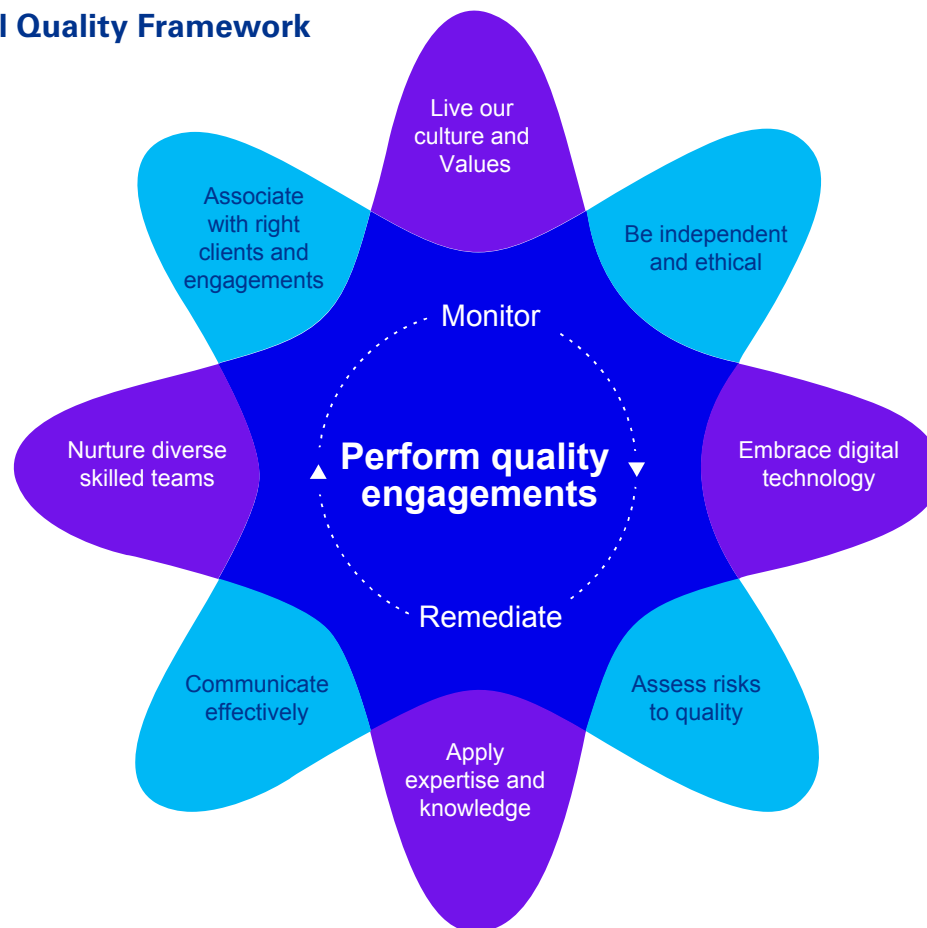 l Quality Framework
Live our
culture and
Values
Associate
with right
clients and
engagements
Be independent
and ethical
Monitor
Nurture diverse
skilled teams
Perform quality
engagements
Embrace digital
technology
Remediate
Communicate
effectively
Assess risks
to quality
Apply
expertise and
knowledge